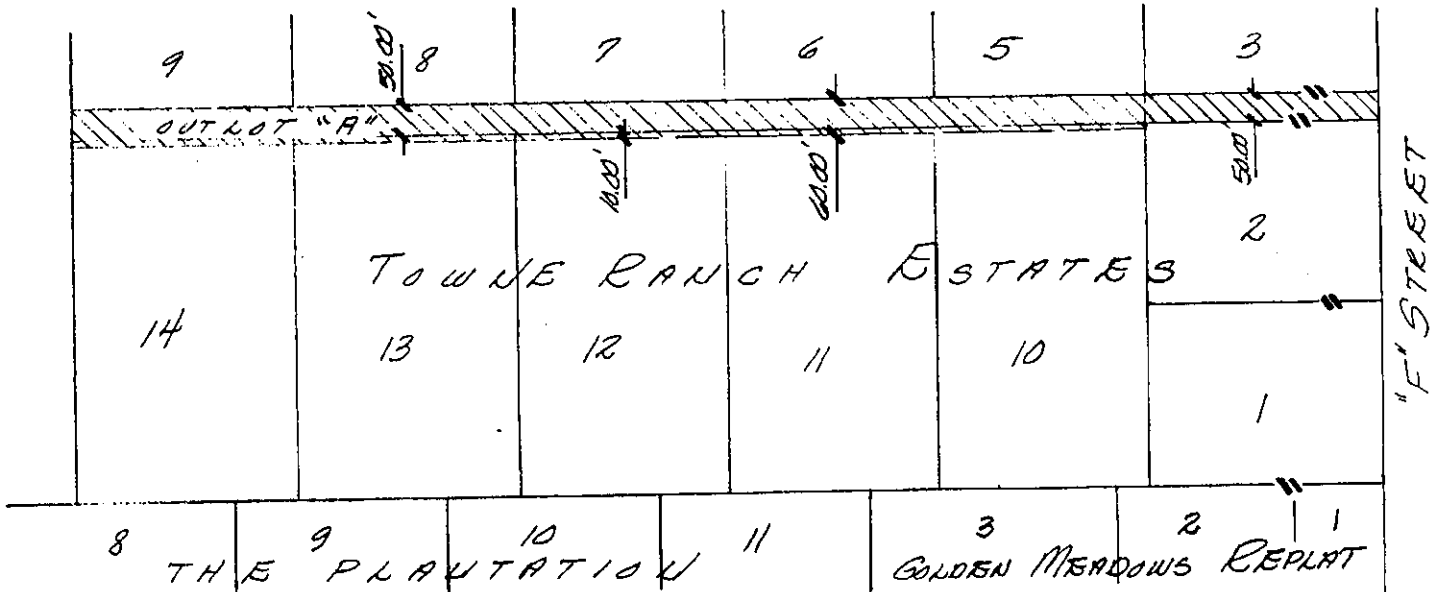 9 8 7 6 5 3
50.00'
OUTLOT "A"
10.00' 60.00' 50.00'
2
TOWNE RANCH ESTATES
14 13 12 11 10
1
"F" STREET
8 9 10 11 3 2 1
THE PLANTATION GOLDEN MEADOWS REPLAT